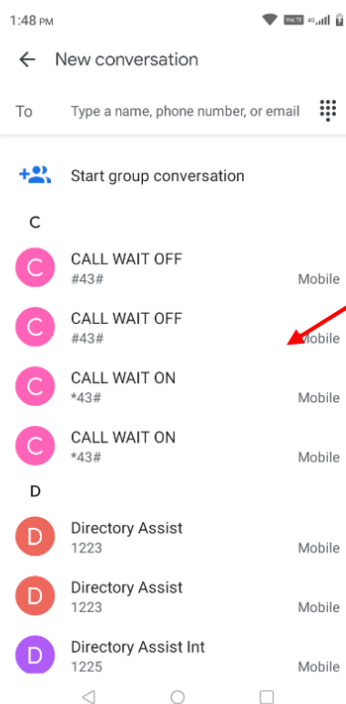 1:48 PM VoLTE 4G
New conversation
To Type a name, phone number, or email
Start group conversation
C
C CALL WAIT OFF
#43# Mobile
C CALL WAIT OFF
#43# Mobile
C CALL WAIT ON
*43# Mobile
C CALL WAIT ON
*43# Mobile
D
D Directory Assist
1223 Mobile
D Directory Assist
1223 Mobile
D Directory Assist Int
1225 Mobile